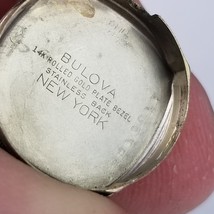 BULOVA
14K ROLLED GOLD PLATE BEZEL
STAINLESS BACK
NEW YORK